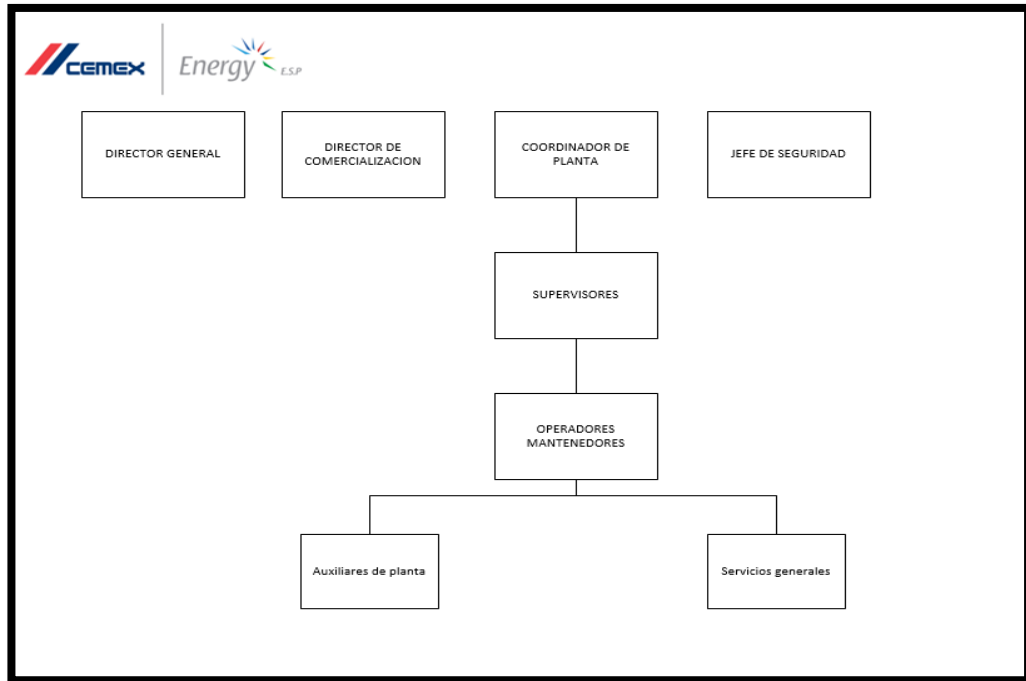 CEMEX
Energy E.S.P
DIRECTOR GENERAL
DIRECTOR DE
COMERCIALIZACION
COORDINADOR DE
PLANTA
JEFE DE SEGURIDAD
SUPERVISORES
OPERADORES
MANTENEDORES
Auxiliares de planta
Servicios generales